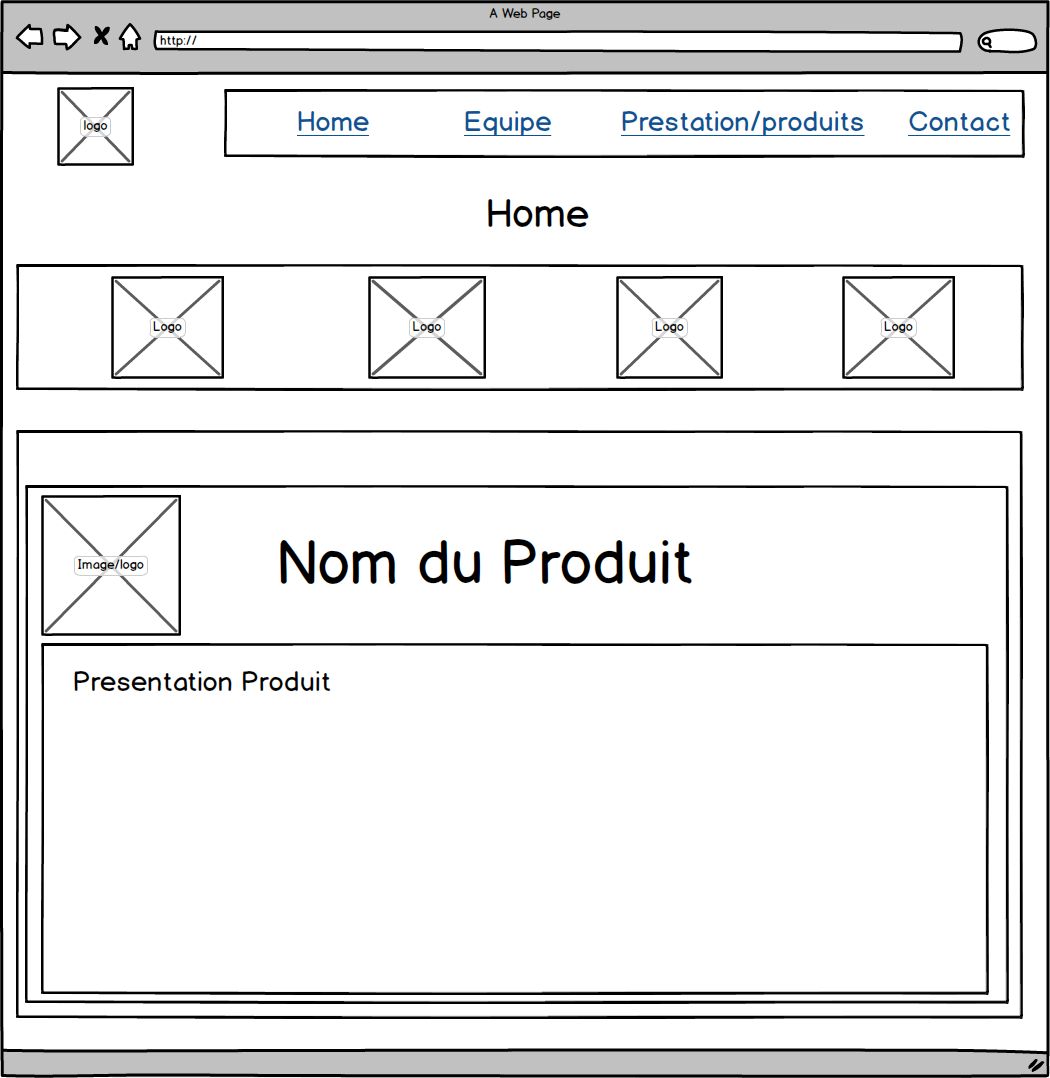 A Web Page
http://
logo
Home Equipe Prestation/produits Contact
Home
Logo Logo Logo Logo
Image/logo
Nom du Produit
Presentation Produit